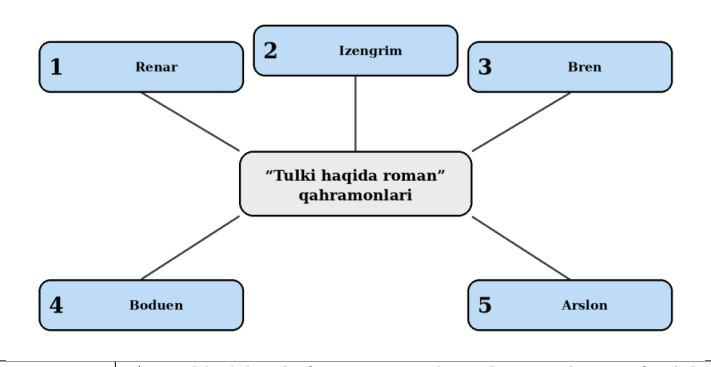 1 Renar
2 Izengrim
3 Bren
“Tulki haqida roman”
qahramonlari
4 Boduen
5 Arslon